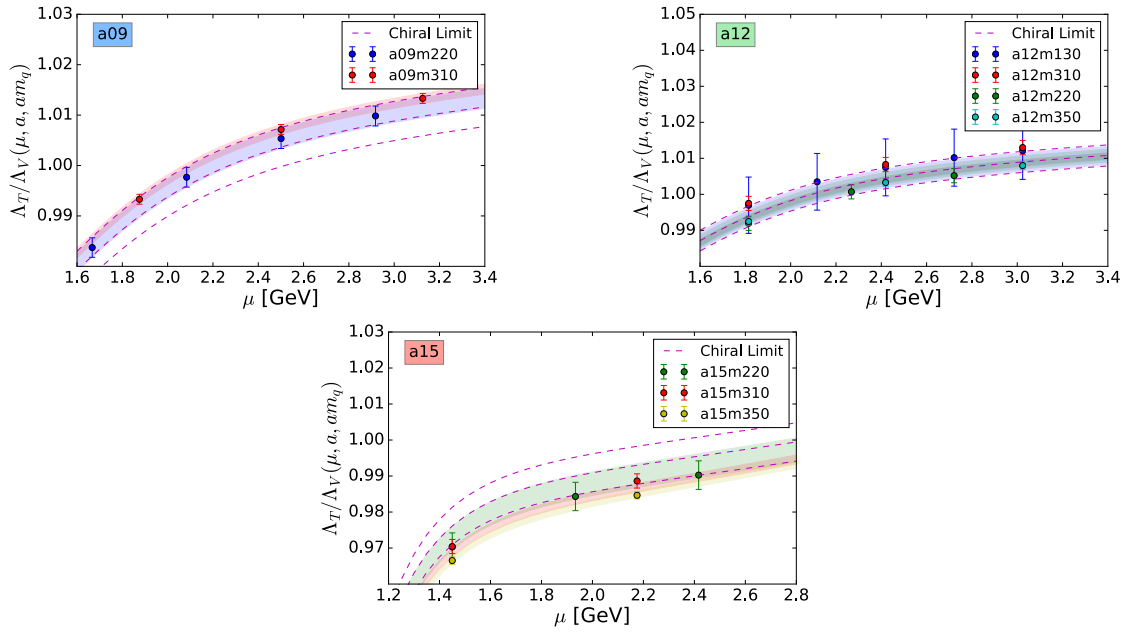 1.03
1.02
1.01
1.00
0.99
1.6 1.8 2.0 2.2 2.4 2.6 2.8 3.0 3.2 3.4
μ [GeV]
Λ_T/Λ_V(μ, a, am_q)
a09
Chiral Limit
a09m220
a09m310
1.05
1.04
1.03
1.02
1.01
1.00
0.99
1.6 1.8 2.0 2.2 2.4 2.6 2.8 3.0 3.2 3.4
μ [GeV]
Λ_T/Λ_V(μ, a, am_q)
a12
Chiral Limit
a12m130
a12m310
a12m220
a12m350
1.03
1.02
1.01
1.00
0.99
0.98
0.97
1.2 1.4 1.6 1.8 2.0 2.2 2.4 2.6 2.8
μ [GeV]
Λ_T/Λ_V(μ, a, am_q)
a15
Chiral Limit
a15m220
a15m310
a15m350